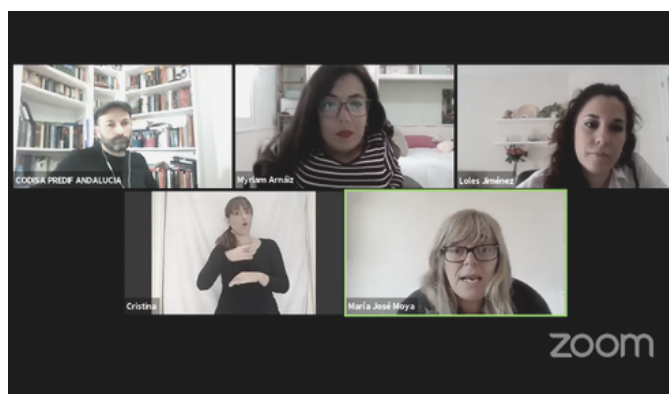 CODISA PREDIF ANDALUCIA
Myriam Arnáiz
Loles Jiménez
Cristina
María José Moya
zoom